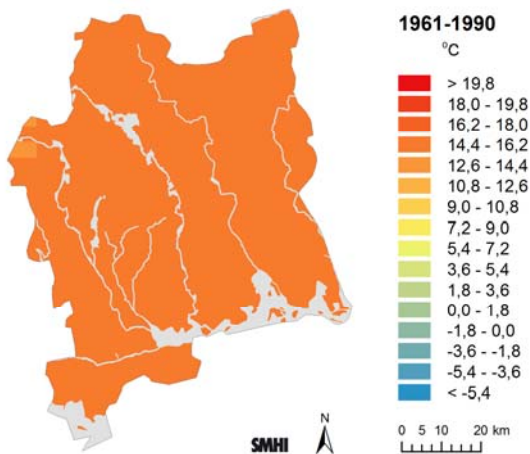 1961-1990
°C
> 19,8
18,0 - 19,8
16,2 - 18,0
14,4 - 16,2
12,6 - 14,4
10,8 - 12,6
9,0 - 10,8
7,2 - 9,0
5,4 - 7,2
3,6 - 5,4
1,8 - 3,6
0,0 - 1,8
-1,8 - 0,0
-3,6 - -1,8
-5,4 - -3,6
< -5,4
N
SMHI
0 5 10 20 km